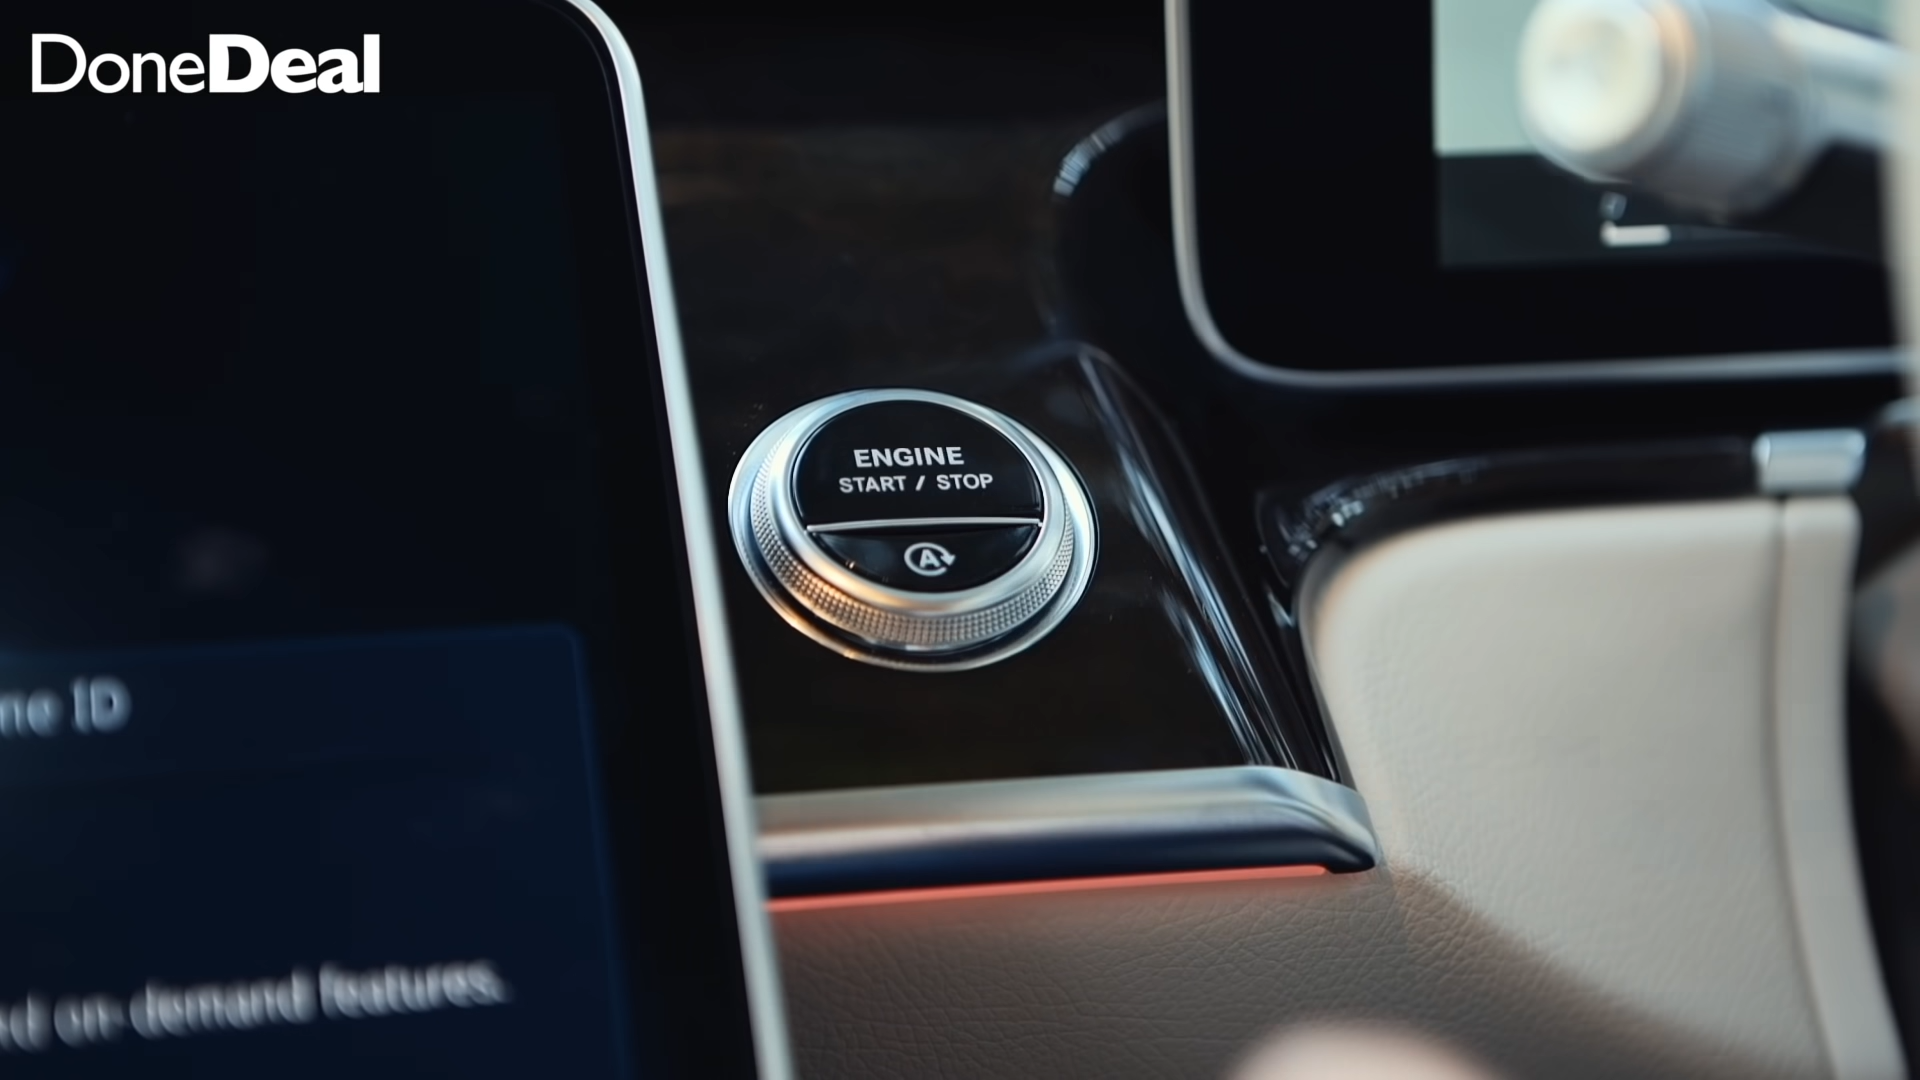 DoneDeal
ENGINE
START / STOP
A
ne ID
d on-demand features.